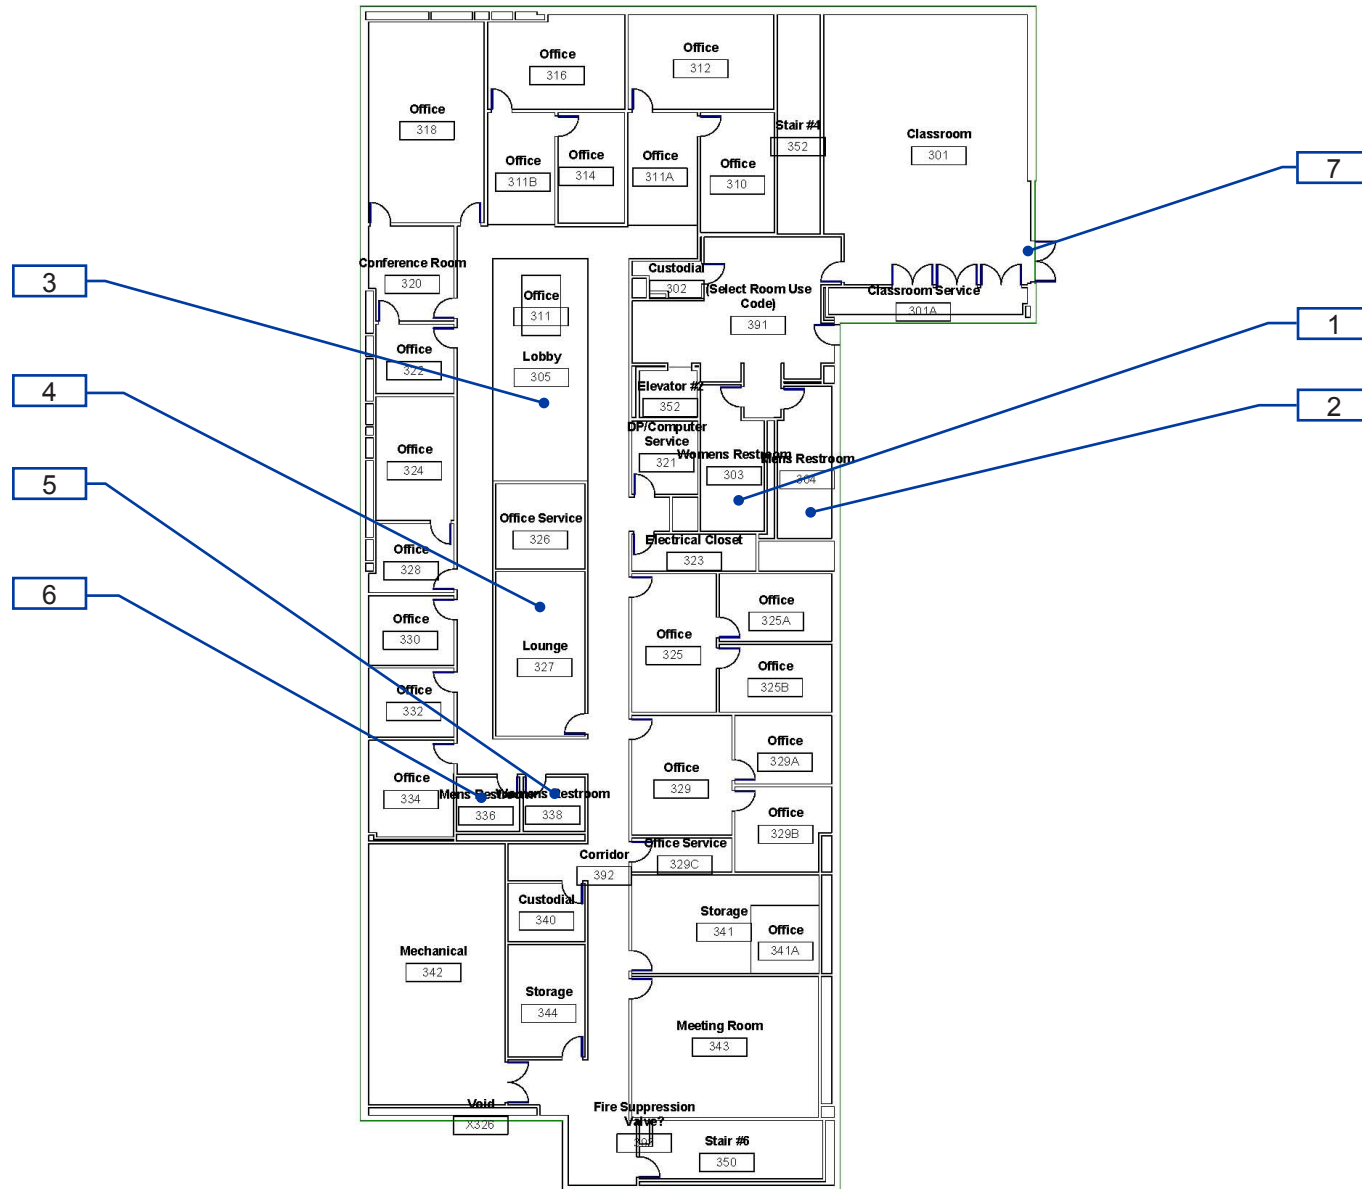 Office
316
Office
312
Office
318
Stair #4
352
Classroom
301
Office
311B
Office
314
Office
311A
Office
310
7
Conference Room
320
Custodial
302
(Select Room Use
Code)
391
Classroom Service
301A
3
Office
311
1
Office
322
Lobby
305
Elevator #2
352
4
2
DP/Computer
Service
321
Womens Restroom
303
Mens Restroom
304
Office
324
5
Office Service
326
Electrical Closet
323
Office
328
6
Office
330
Office
325A
Office
325
Lounge
327
Office
325B
Office
332
Office
329A
Office
334
Mens Restroom
336
Womens Restroom
338
Office
329
Office
329B
Office Service
329C
Corridor
392
Custodial
340
Storage
341
Office
341A
Mechanical
342
Storage
344
Meeting Room
343
Void
X326
Fire Suppression
Valve?
Stair #6
350